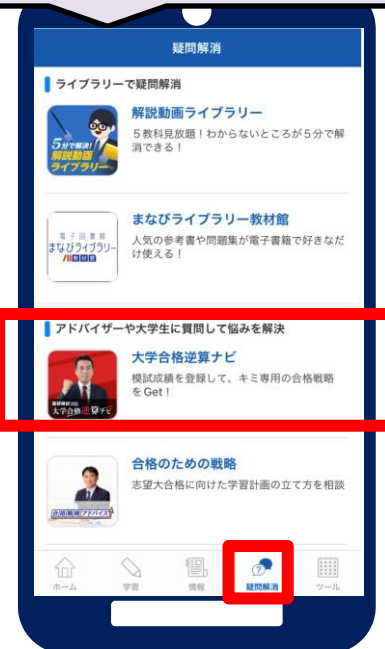 疑問解消
ライブラリーで疑問解消
5分で解決!
解説動画
ライブラリー
解説動画ライブラリー
5教科見放題！わからないところが5分で解
消できる！
電子図書館
まなびライブラリー
教材館
まなびライブラリー教材館
人気の参考書や問題集が電子書籍で好きなだ
け使える！
アドバイザーや大学生に質問して悩みを解決
大学合格逆算ナビ
大学合格逆算ナビ
模試成績を登録して、キミ専用の合格戦略
を Get！
合格戦略アドバイス
合格のための戦略
志望大合格に向けた学習計画の立て方を相談
ホーム
学習
情報
疑問解消
ツール